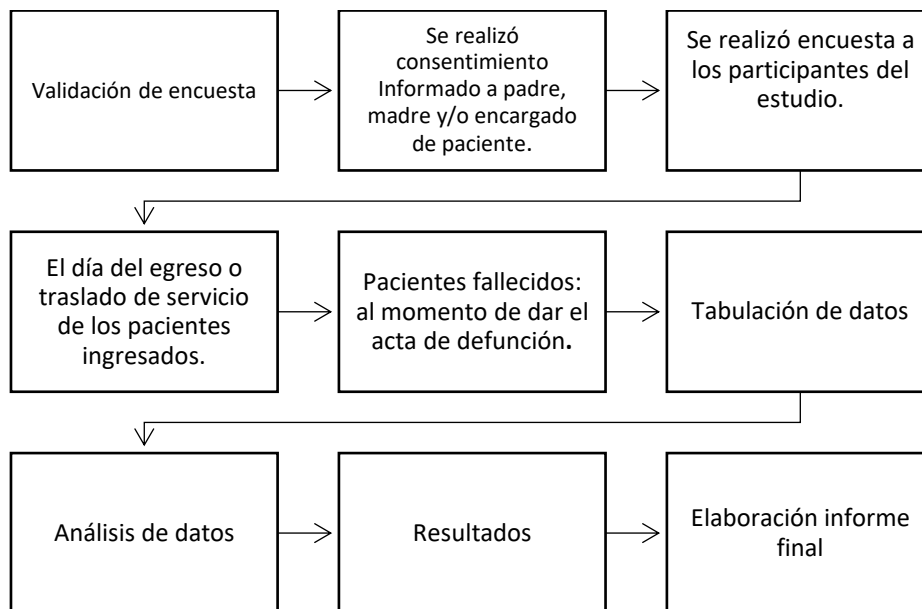 Validación de encuesta
Se realizó
consentimiento
Informado a padre,
madre y/o encargado
de paciente.
Se realizó encuesta a
los participantes del
estudio.
El día del egreso o
traslado de servicio
de los pacientes
ingresados.
Pacientes fallecidos:
al momento de dar el
acta de defunción.
Tabulación de datos
Análisis de datos
Resultados
Elaboración informe
final